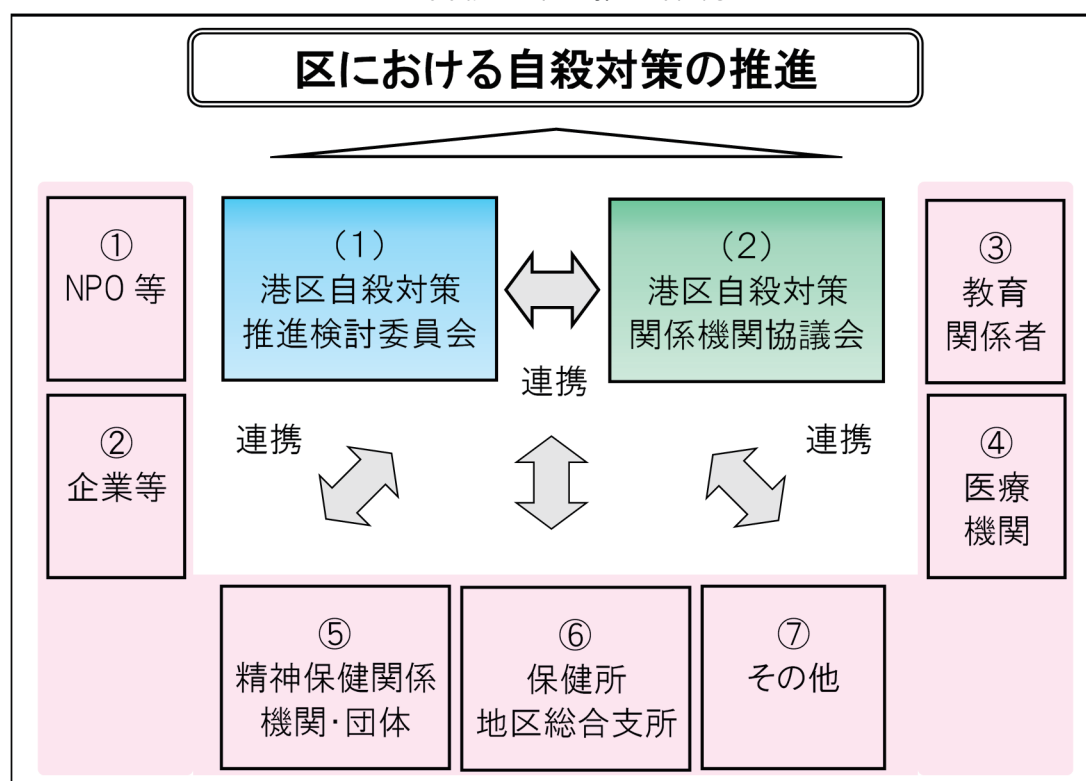 区における自殺対策の推進
①
NPO 等
(1)
港区自殺対策
推進検討委員会
(2)
港区自殺対策
関係機関協議会
③
教育
関係者
連携
②
企業等
連携
連携
④
医療
機関
⑤
精神保健関係
機関・団体
⑥
保健所
地区総合支所
⑦
その他